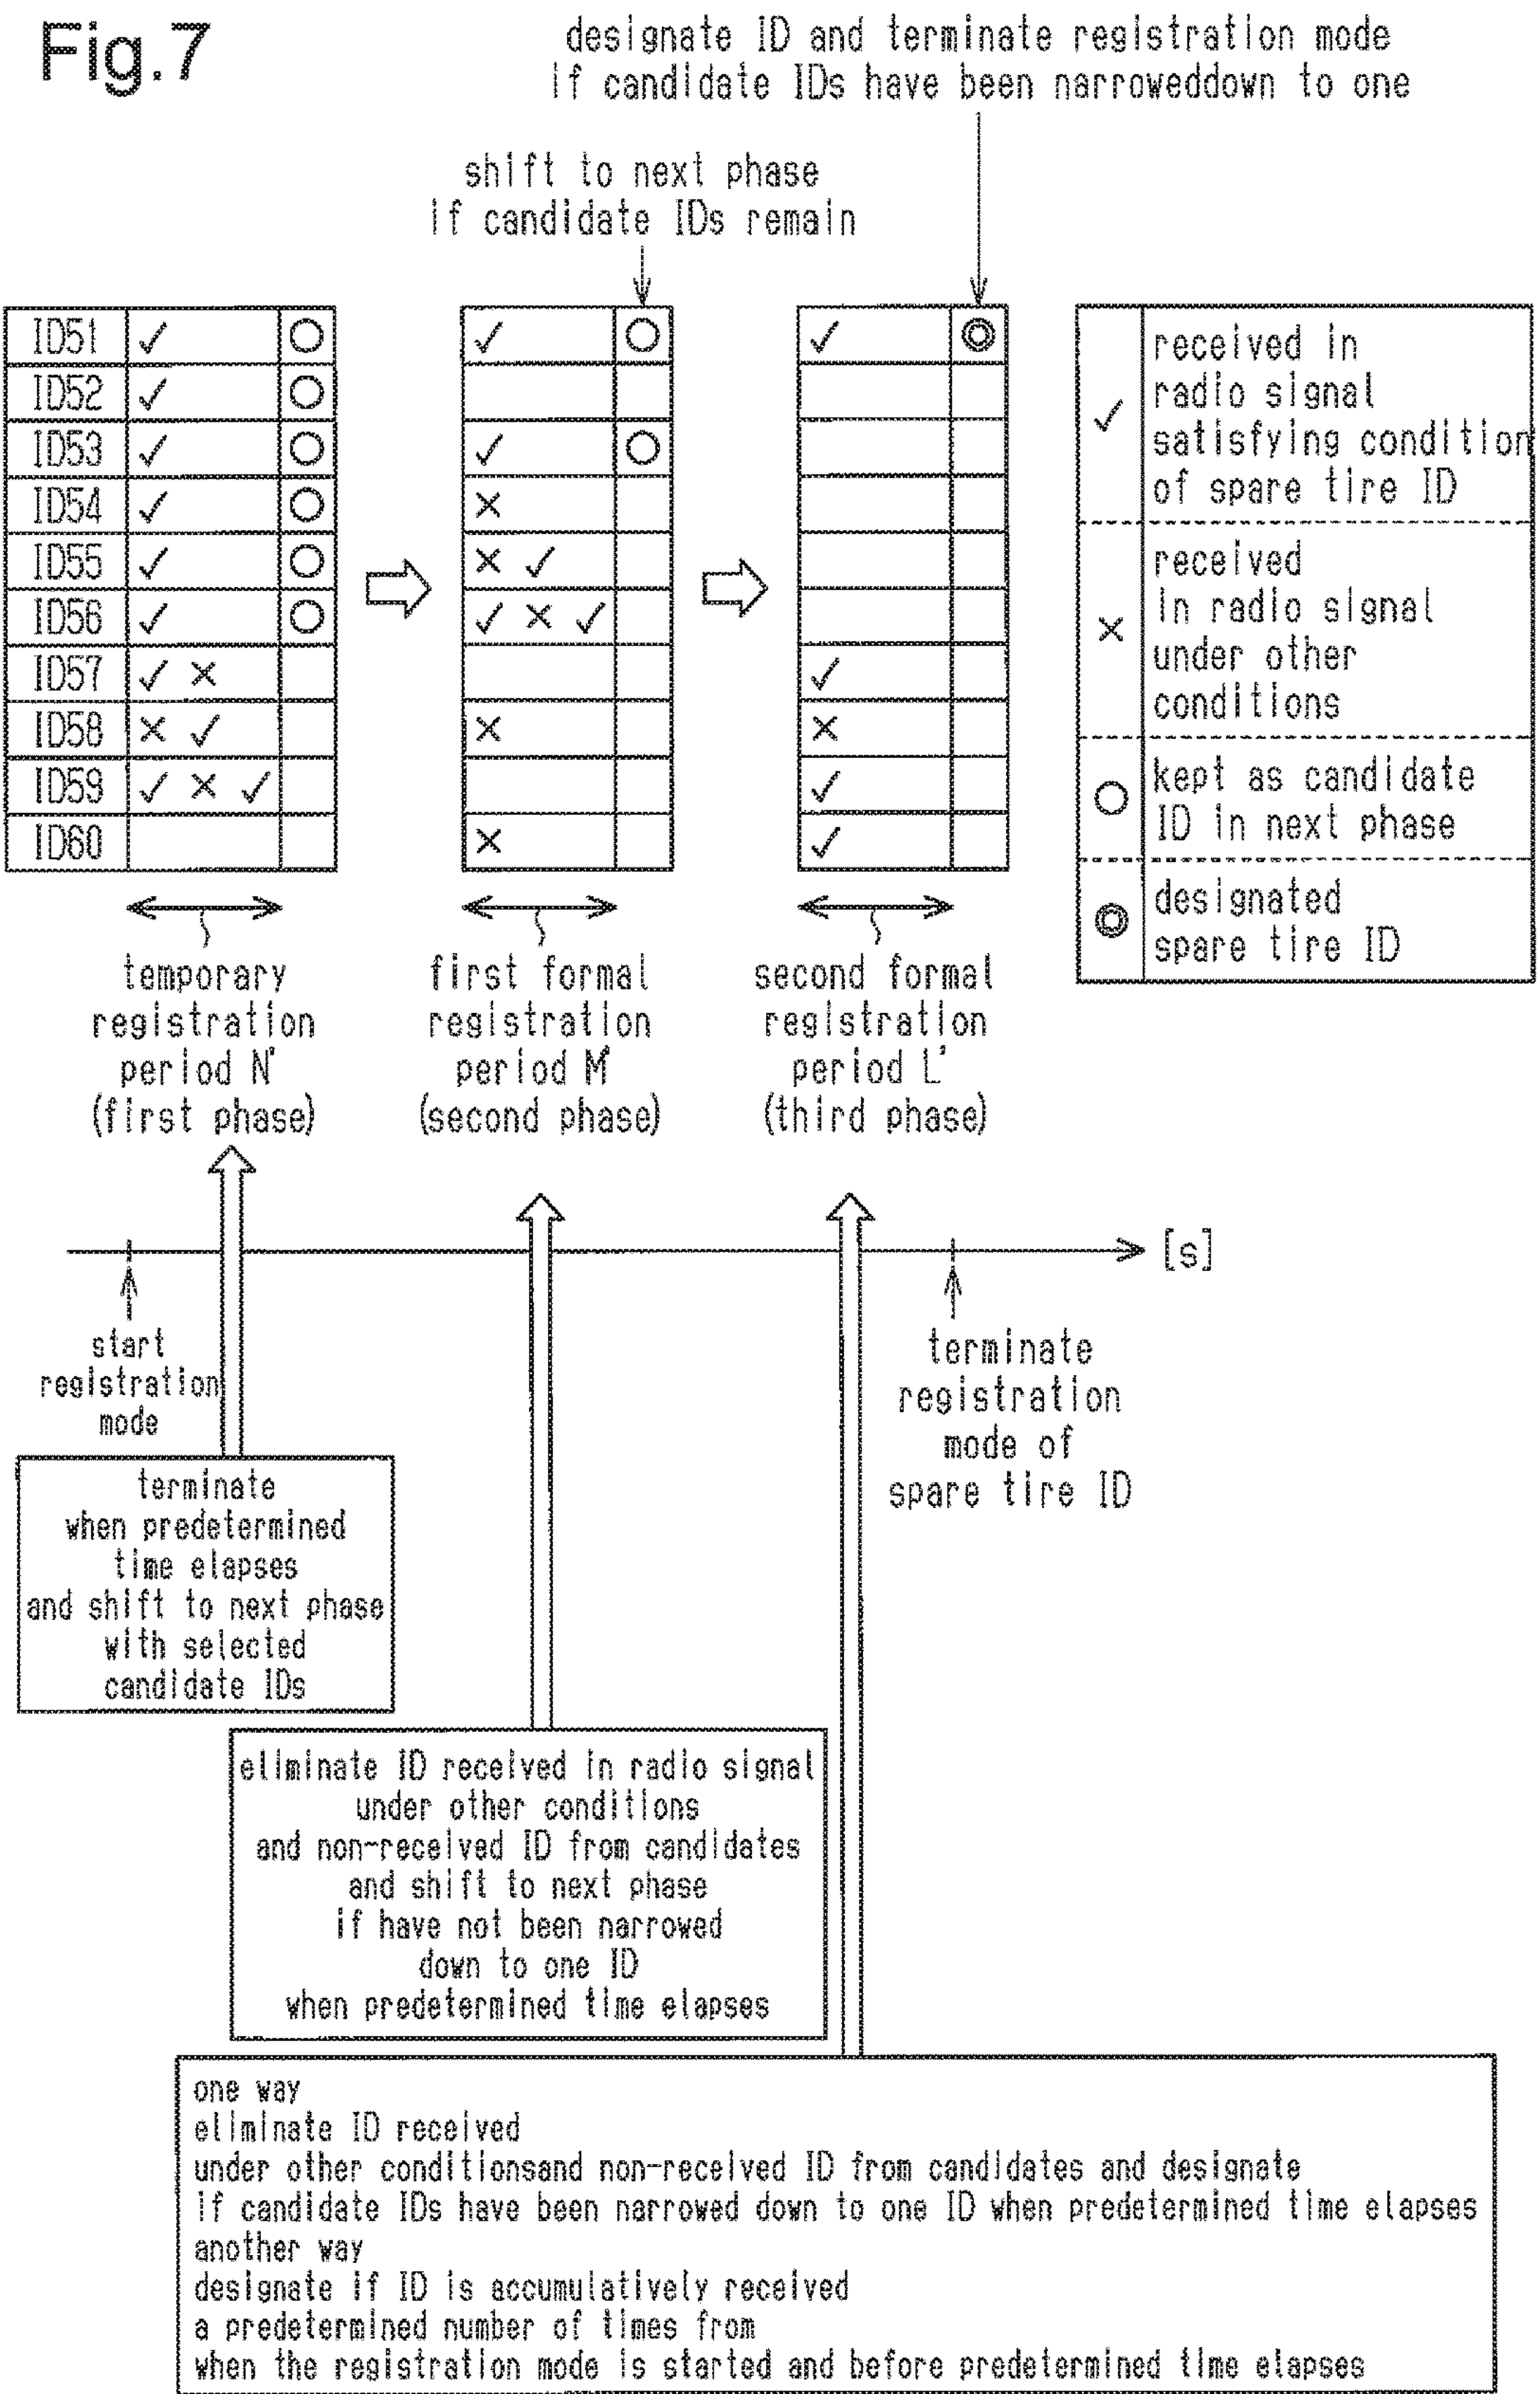 Fig.7
designate ID and terminate registration mode
if candidate IDs have been narroweddown to one
shift to next phase
if candidate IDs remain
ID51 ✓ ○ ✓ ○ ✓ ◎
ID52 ✓ ○
ID53 ✓ ○ ✓ ○
ID54 ✓ ○ ×
ID55 ✓ ○ × ✓
ID56 ✓ ○ ✓ × ✓
ID57 ✓ × ✓
ID58 × ✓ × ×
ID59 ✓ × ✓ ✓
ID60 × ✓
✓ received in
radio signal
satisfying condition
of spare tire ID
× received
in radio signal
under other
conditions
○ kept as candidate
ID in next phase
◎ designated
spare tire ID
temporary
registration
period N'
(first phase)
first formal
registration
period M'
(second phase)
second formal
registration
period L'
(third phase)
[s]
start
registration
mode
terminate
registration
mode of
spare tire ID
terminate
when predetermined
time elapses
and shift to next phase
with selected
candidate IDs
eliminate ID received in radio signal
under other conditions
and non-received ID from candidates
and shift to next phase
if have not been narrowed
down to one ID
when predetermined time elapses
one way
eliminate ID received
under other conditionsand non-received ID from candidates and designate
if candidate IDs have been narrowed down to one ID when predetermined time elapses
another way
designate if ID is accumulatively received
a predetermined number of times from
when the registration mode is started and before predetermined time elapses